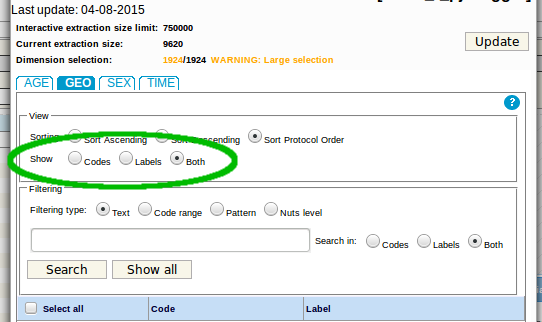 Last update: 04-08-2015
Interactive extraction size limit: 750000
Current extraction size: 9620
Dimension selection: 1924/1924 WARNING: Large selection
Update
AGE GEO SEX TIME
?
View
Sorting Sort Ascending Sort Descending Sort Protocol Order
Show Codes Labels Both
Filtering
Filtering type: Text Code range Pattern Nuts level
Search in: Codes Labels Both
Search Show all
Select all Code Label